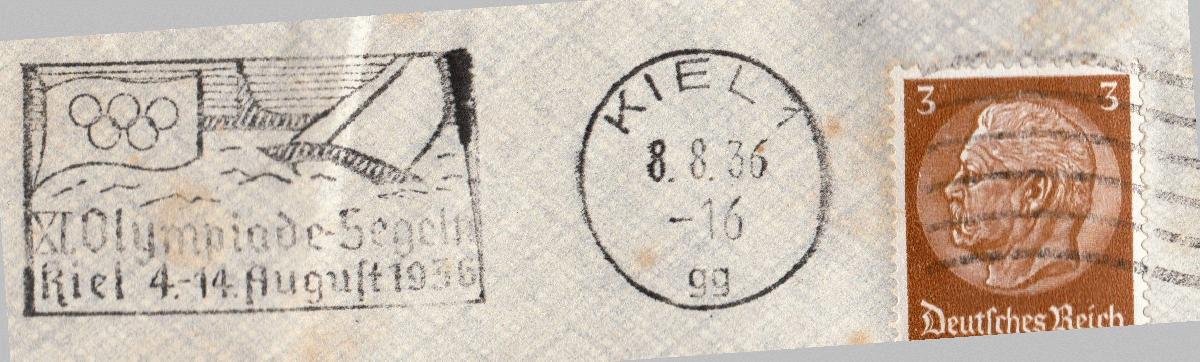 XI. Olympiade-Segeln
Kiel 4.-14. August 1936
KIEL 1
8. 8. 36
-16
gg
3 3
Deutsches Reich